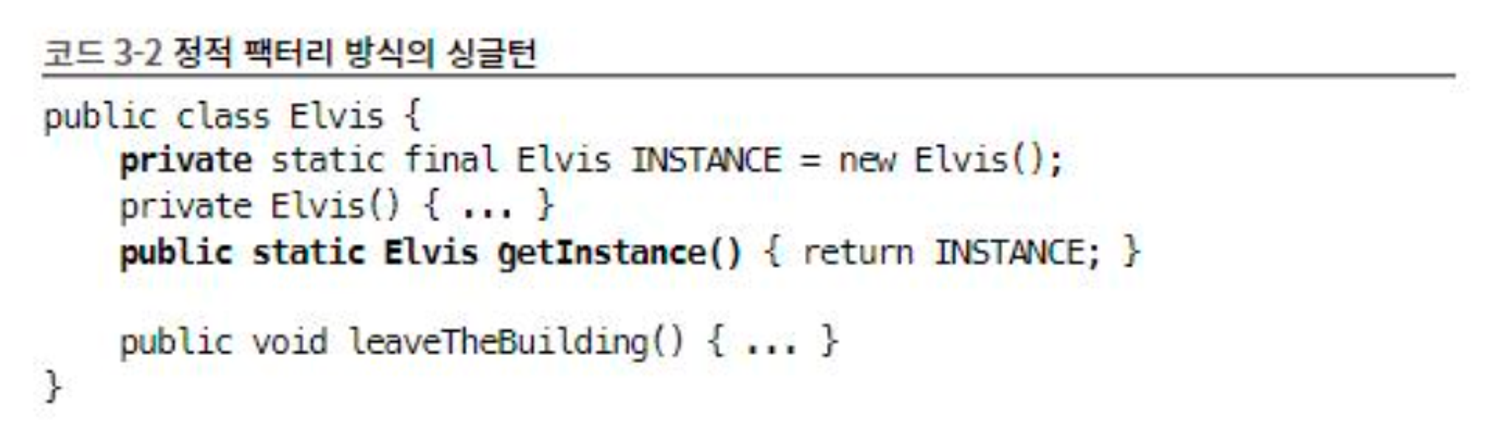 코드 3-2 정적 팩터리 방식의 싱글턴
public class Elvis {
    private static final Elvis INSTANCE = new Elvis();
    private Elvis() { ... }
    public static Elvis getInstance() { return INSTANCE; }

    public void leaveTheBuilding() { ... }
}